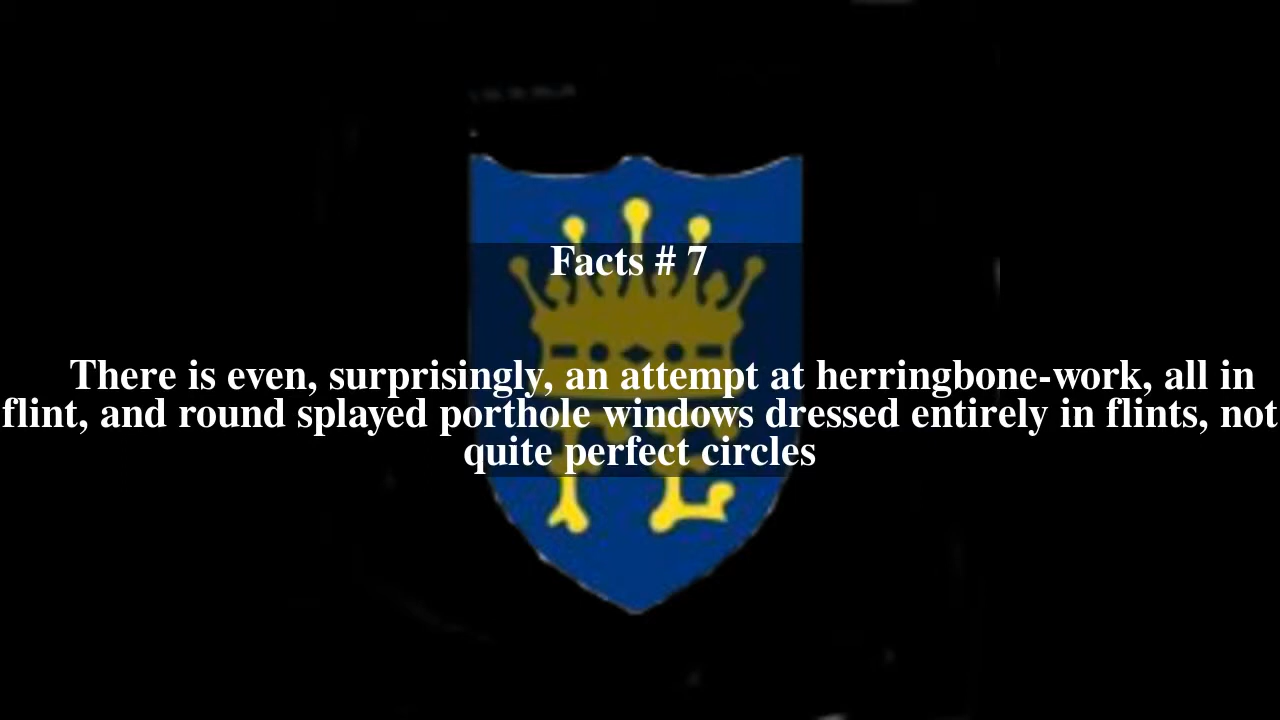 Facts # 7
There is even, surprisingly, an attempt at herringbone-work, all in
flint, and round splayed porthole windows dressed entirely in flints, not
quite perfect circles